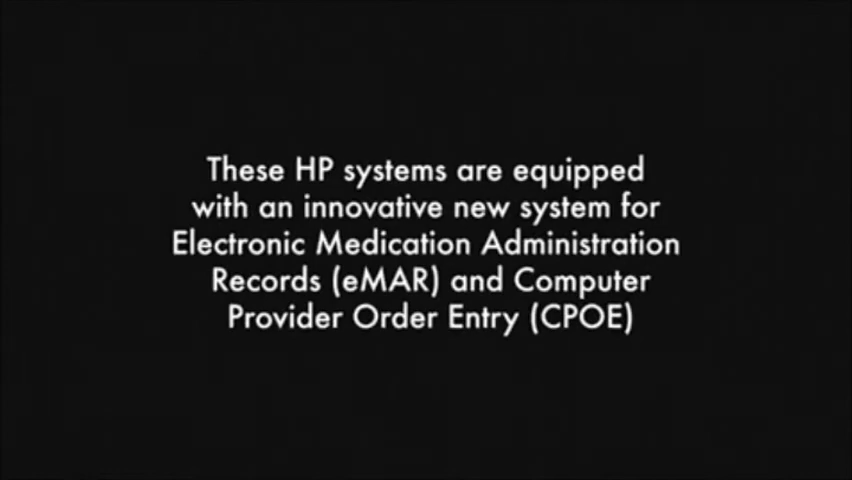 These HP systems are equipped
with an innovative new system for
Electronic Medication Administration
Records (eMAR) and Computer
Provider Order Entry (CPOE)